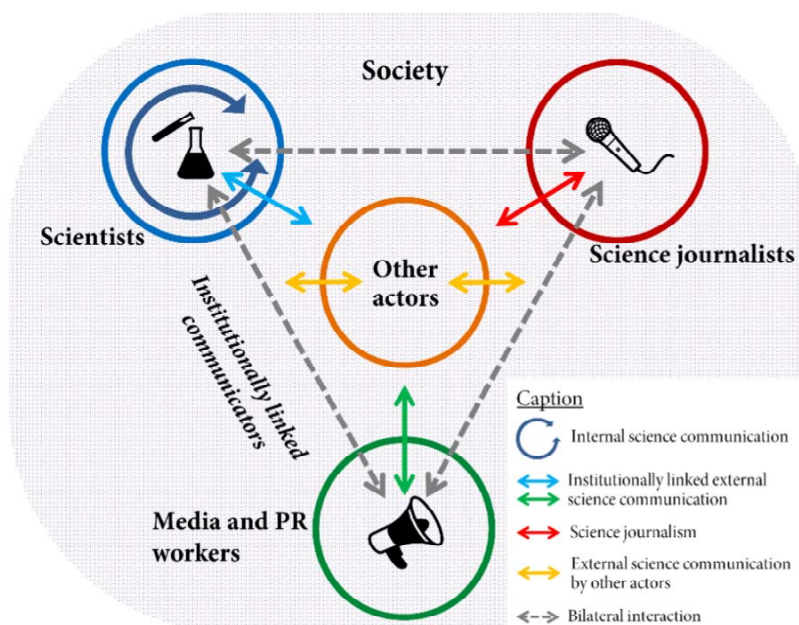 Society
Scientists
Science journalists
Other
actors
Institutionally linked
communicators
Media and PR
workers
Caption
Internal science communication
Institutionally linked external
science communication
Science journalism
External science communication
by other actors
Bilateral interaction